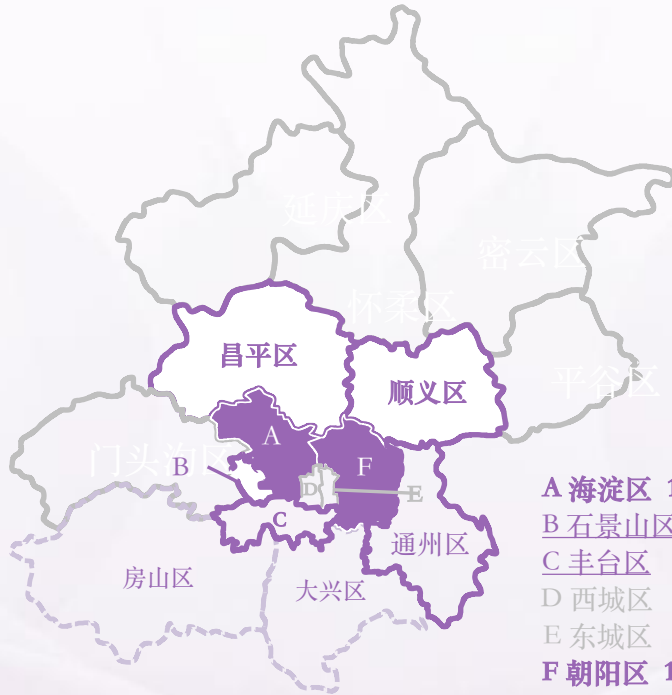 延庆区
密云区
怀柔区
昌平区
顺义区
平谷区
A
门头沟区
B
F
D
E
C
通州区
房山区
大兴区
A 海淀区 1
B 石景山区
C 丰台区
D 西城区
E 东城区
F 朝阳区 1